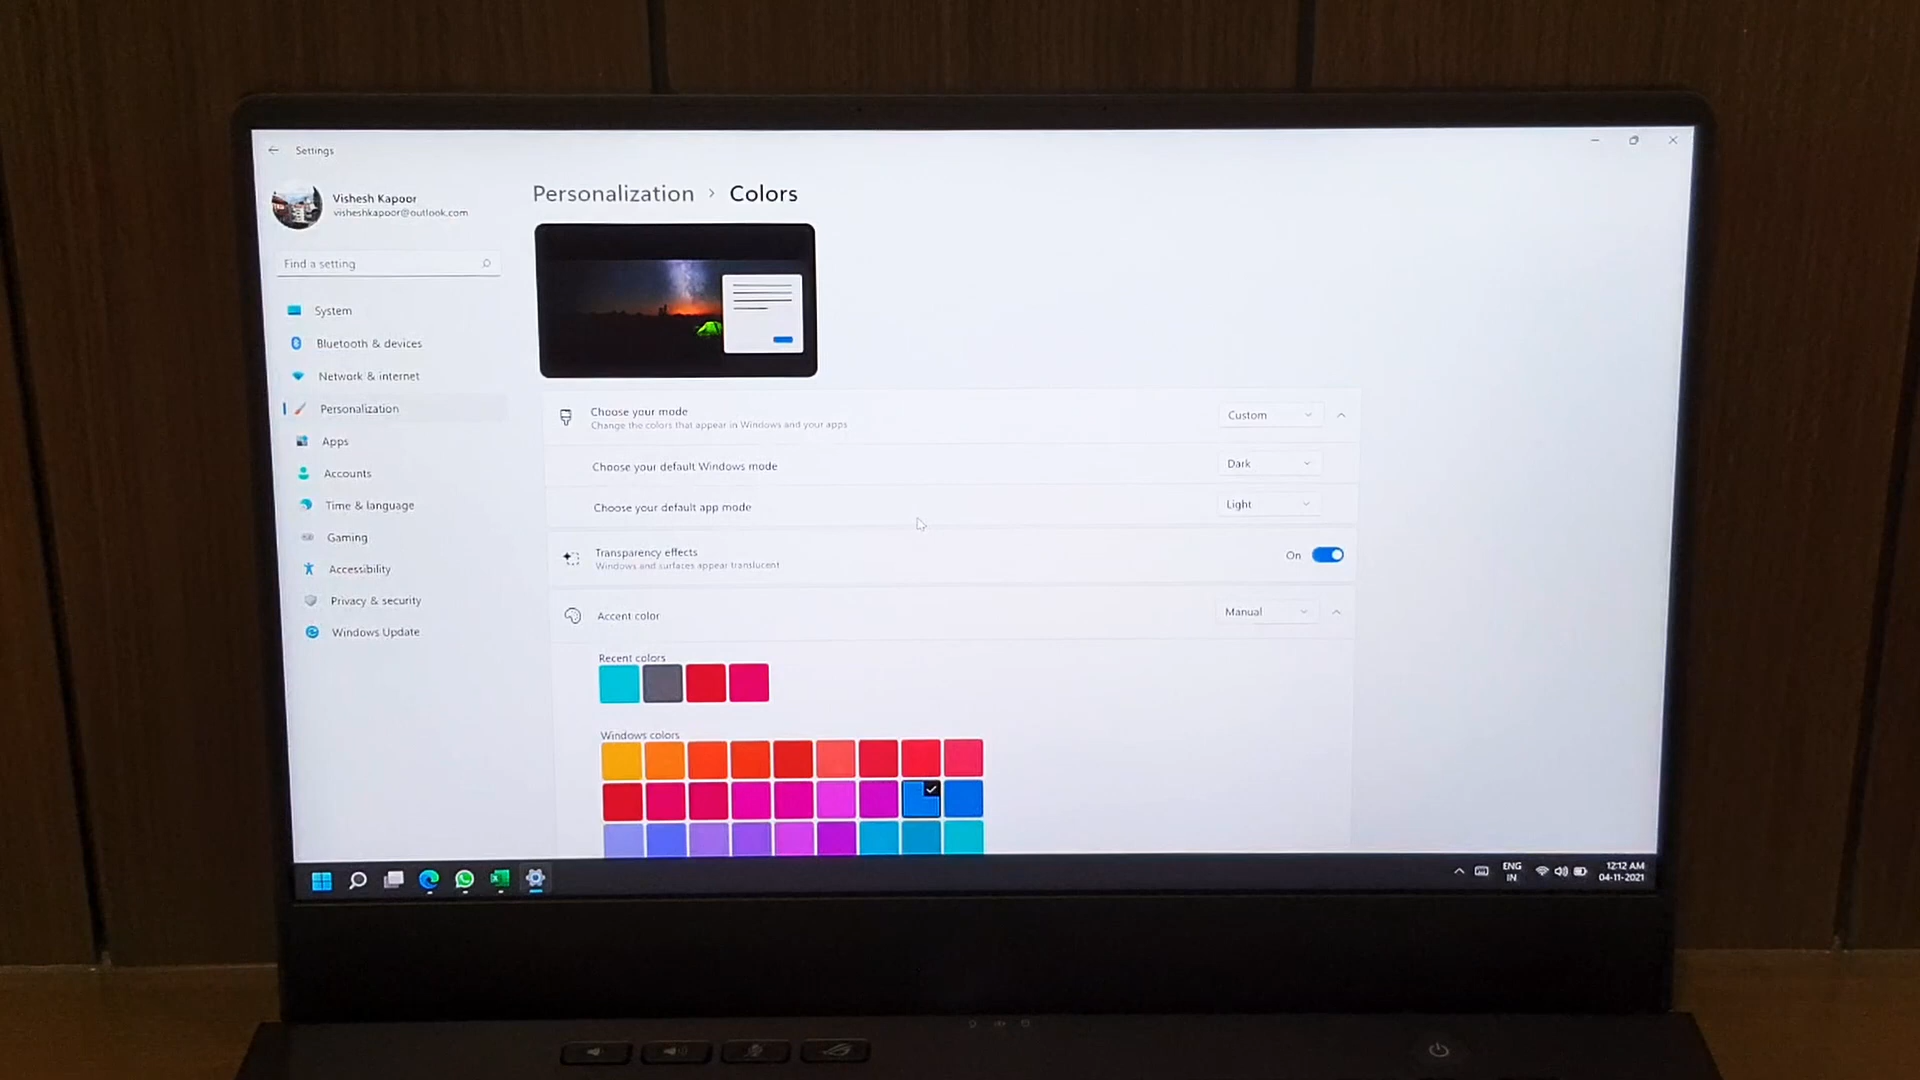 Settings
Vishesh Kapoor
visheshkapoor@outlook.com
Find a setting
System
Bluetooth & devices
Network & internet
Personalization
Apps
Accounts
Time & language
Gaming
Accessibility
Privacy & security
Windows Update
Personalization › Colors
Choose your mode
Change the colors that appear in Windows and your apps
Custom
Choose your default Windows mode
Dark
Choose your default app mode
Light
Transparency effects
Windows and surfaces appear translucent
On
Accent color
Manual
Recent colors
Windows colors
ENG
IN
12:12 AM
04-11-2021